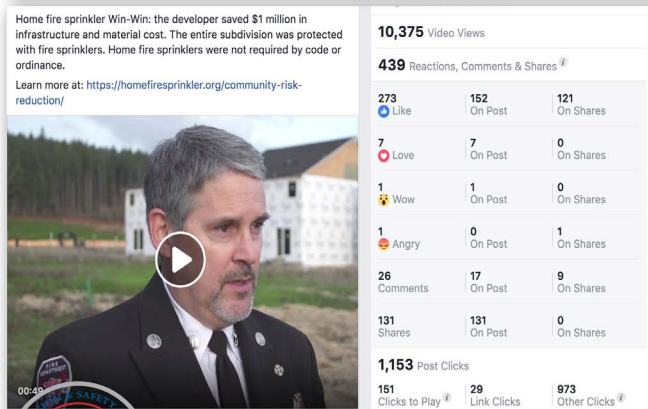 Home fire sprinkler Win-Win: the developer saved $1 million in
infrastructure and material cost. The entire subdivision was protected
with fire sprinklers. Home fire sprinklers were not required by code or
ordinance.
Learn more at: https://homefiresprinkler.org/community-risk-
reduction/
FIRE
DEPARTMENT
00:49
& SAFETY
10,375 Video Views
439 Reactions, Comments & Shares
273 152 121
Like On Post On Shares
7 7 0
Love On Post On Shares
1 1 0
Wow On Post On Shares
1 0 1
Angry On Post On Shares
26 17 9
Comments On Post On Shares
131 131 0
Shares On Post On Shares
1,153 Post Clicks
151 29 973
Clicks to Play Link Clicks Other Clicks